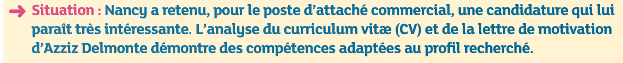 ➜ Situation : Nancy a retenu, pour le poste d’attaché commercial, une candidature qui lui
paraît très intéressante. L’analyse du curriculum vitæ (CV) et de la lettre de motivation
d’Azziz Delmonte démontre des compétences adaptées au profil recherché.